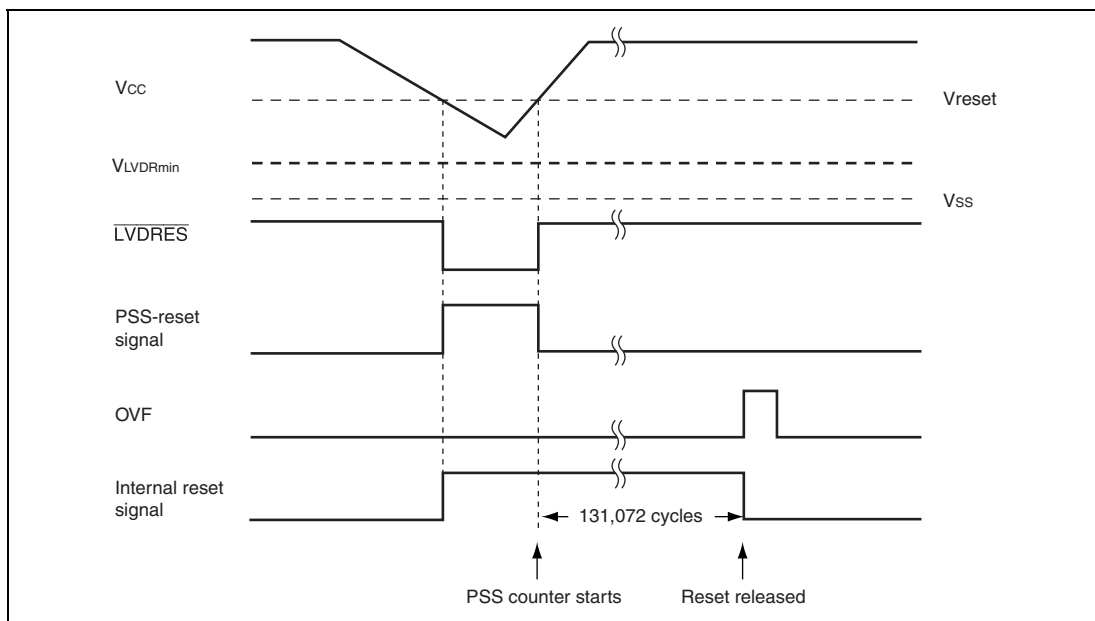 VCC
Vreset
VLVDRmin
VSS
LVDRES
PSS-reset
signal
OVF
Internal reset
signal
131,072 cycles
PSS counter starts
Reset released